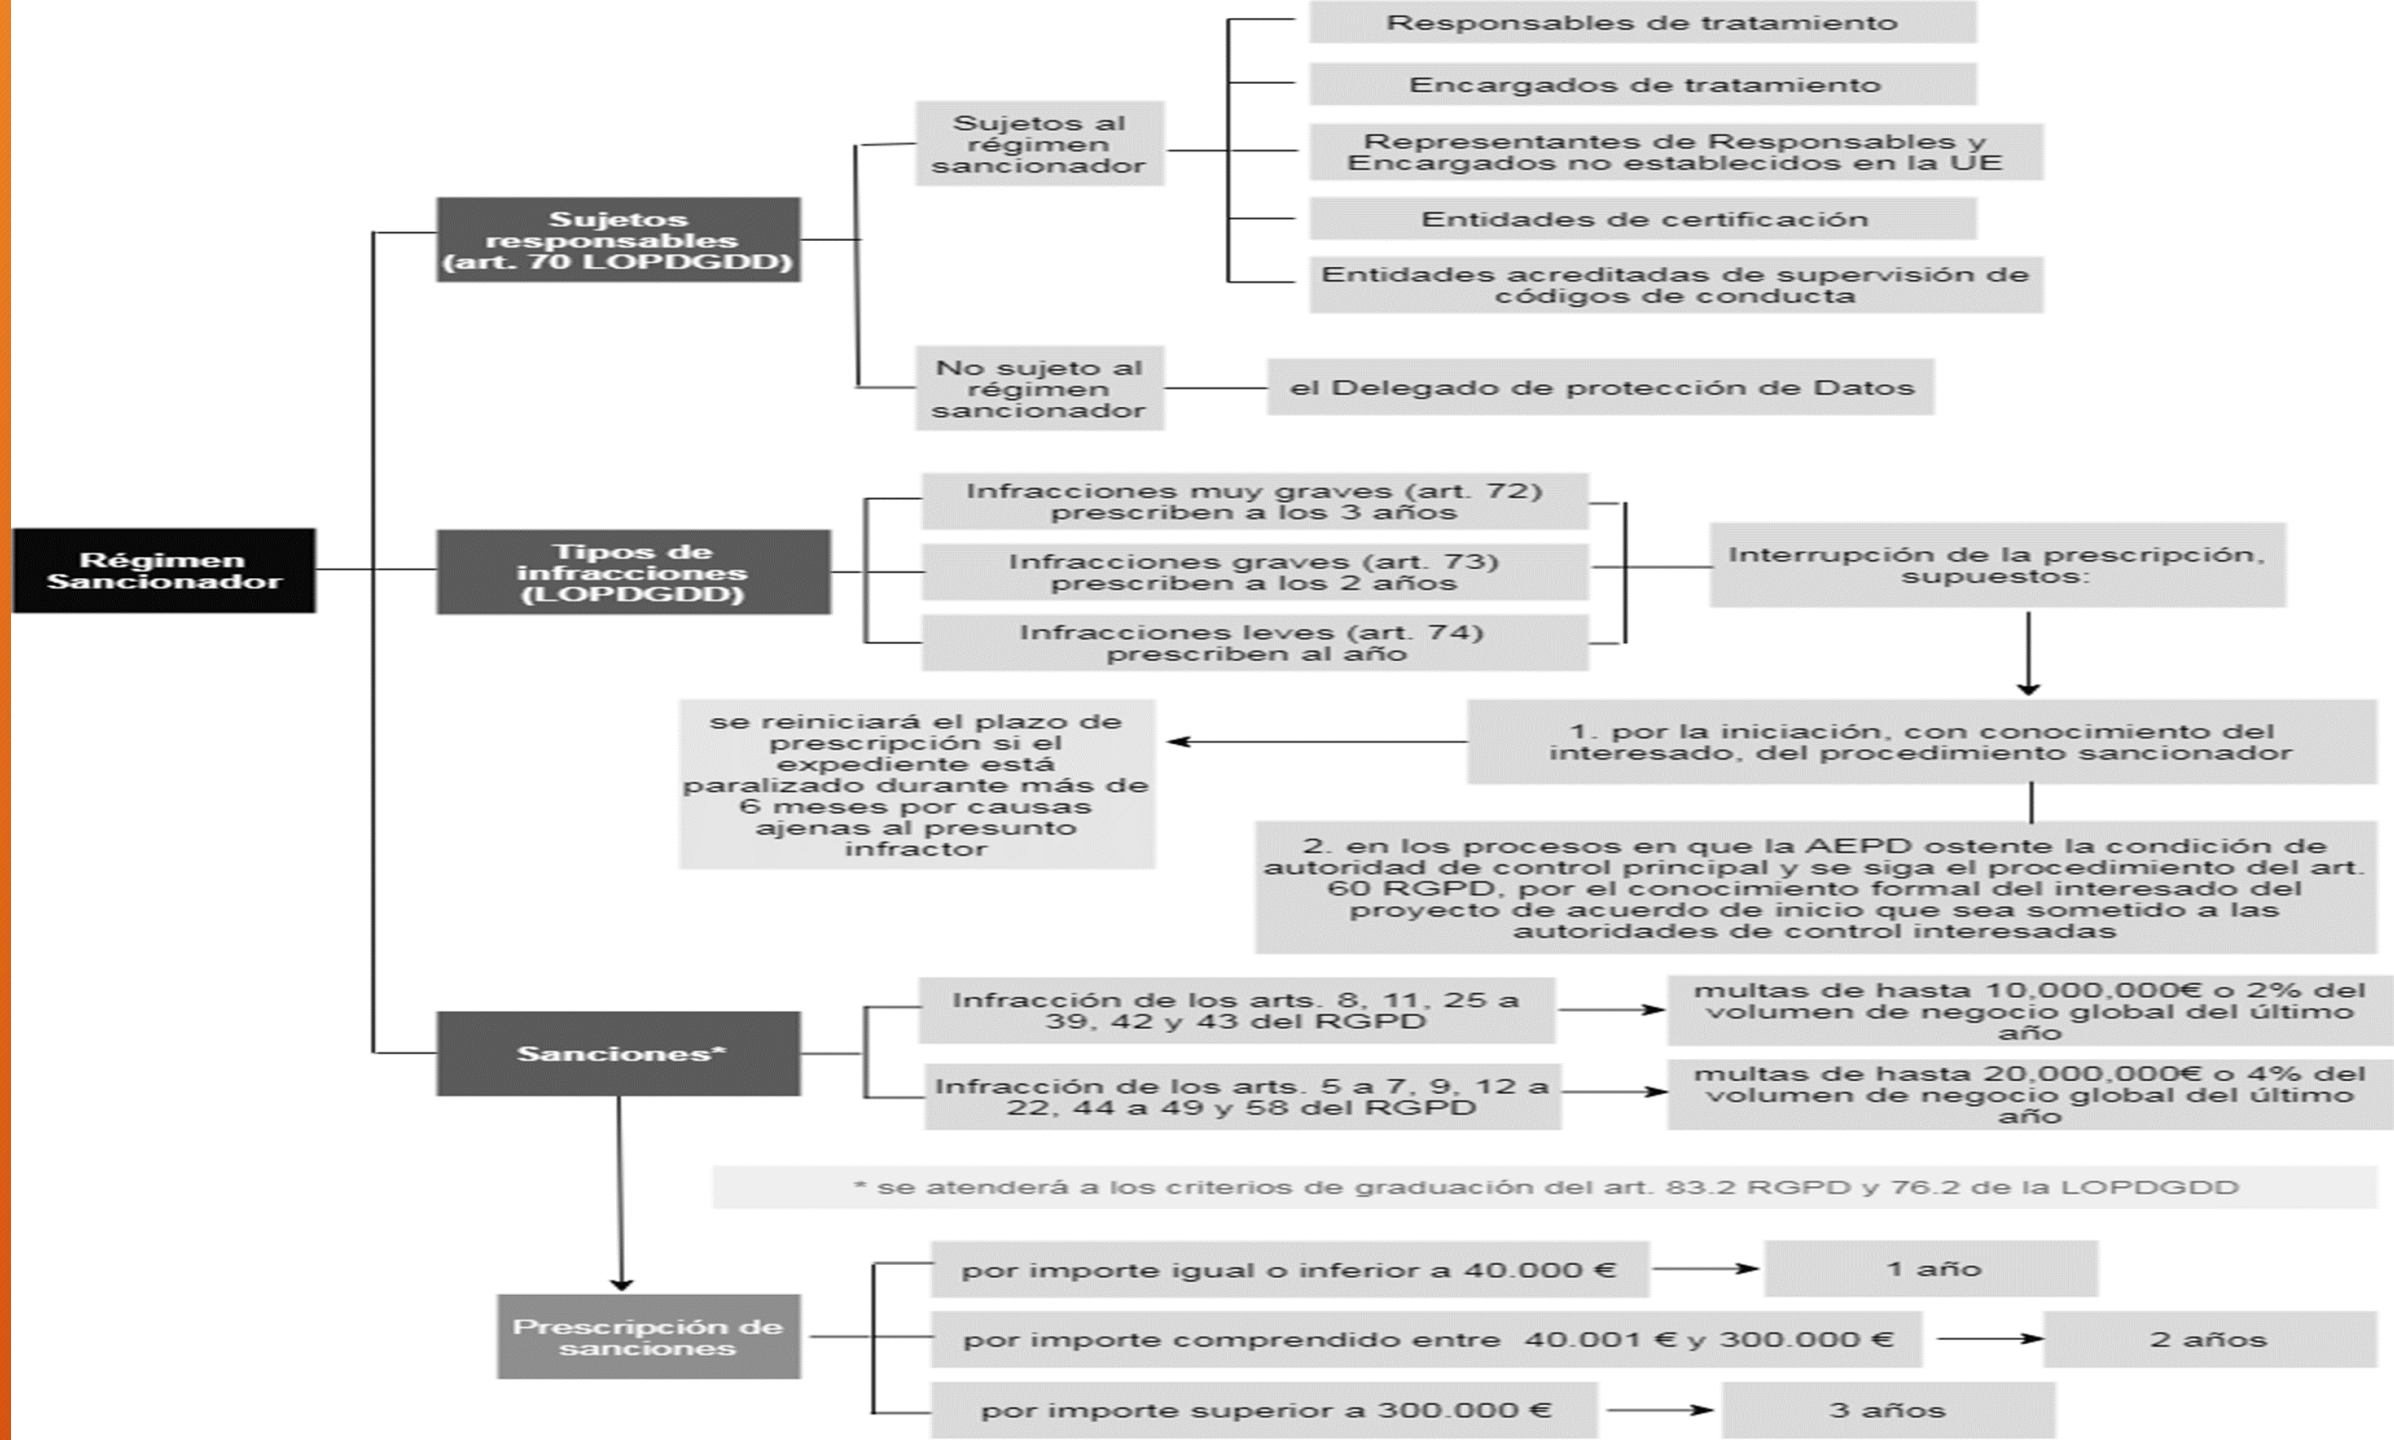 Régimen
Sancionador
Sujetos
responsables
(art. 70 LOPDGDD)
Sujetos al
régimen
sancionador
Responsables de tratamiento
Encargados de tratamiento
Representantes de Responsables y
Encargados no establecidos en la UE
Entidades de certificación
Entidades acreditadas de supervisión de
códigos de conducta
No sujeto al
régimen
sancionador
el Delegado de protección de Datos
Tipos de
infracciones
(LOPDGDD)
Infracciones muy graves (art. 72)
prescriben a los 3 años
Infracciones graves (art. 73)
prescriben a los 2 años
Infracciones leves (art. 74)
prescriben al año
Interrupción de la prescripción,
supuestos:
1. por la iniciación, con conocimiento del
interesado, del procedimiento sancionador
se reiniciará el plazo de
prescripción si el
expediente está
paralizado durante más de
6 meses por causas
ajenas al presunto
infractor
2. en los procesos en que la AEPD ostente la condición de
autoridad de control principal y se siga el procedimiento del art.
60 RGPD, por el conocimiento formal del interesado del
proyecto de acuerdo de inicio que sea sometido a las
autoridades de control interesadas
Sanciones*
Infracción de los arts. 8, 11, 25 a
39, 42 y 43 del RGPD
multas de hasta 10,000,000€ o 2% del
volumen de negocio global del último
año
Infracción de los arts. 5 a 7, 9, 12 a
22, 44 a 49 y 58 del RGPD
multas de hasta 20,000,000€ o 4% del
volumen de negocio global del último
año
* se atenderá a los criterios de graduación del art. 83.2 RGPD y 76.2 de la LOPDGDD
Prescripción de
sanciones
por importe igual o inferior a 40.000 €
1 año
por importe comprendido entre 40.001 € y 300.000 €
2 años
por importe superior a 300.000 €
3 años